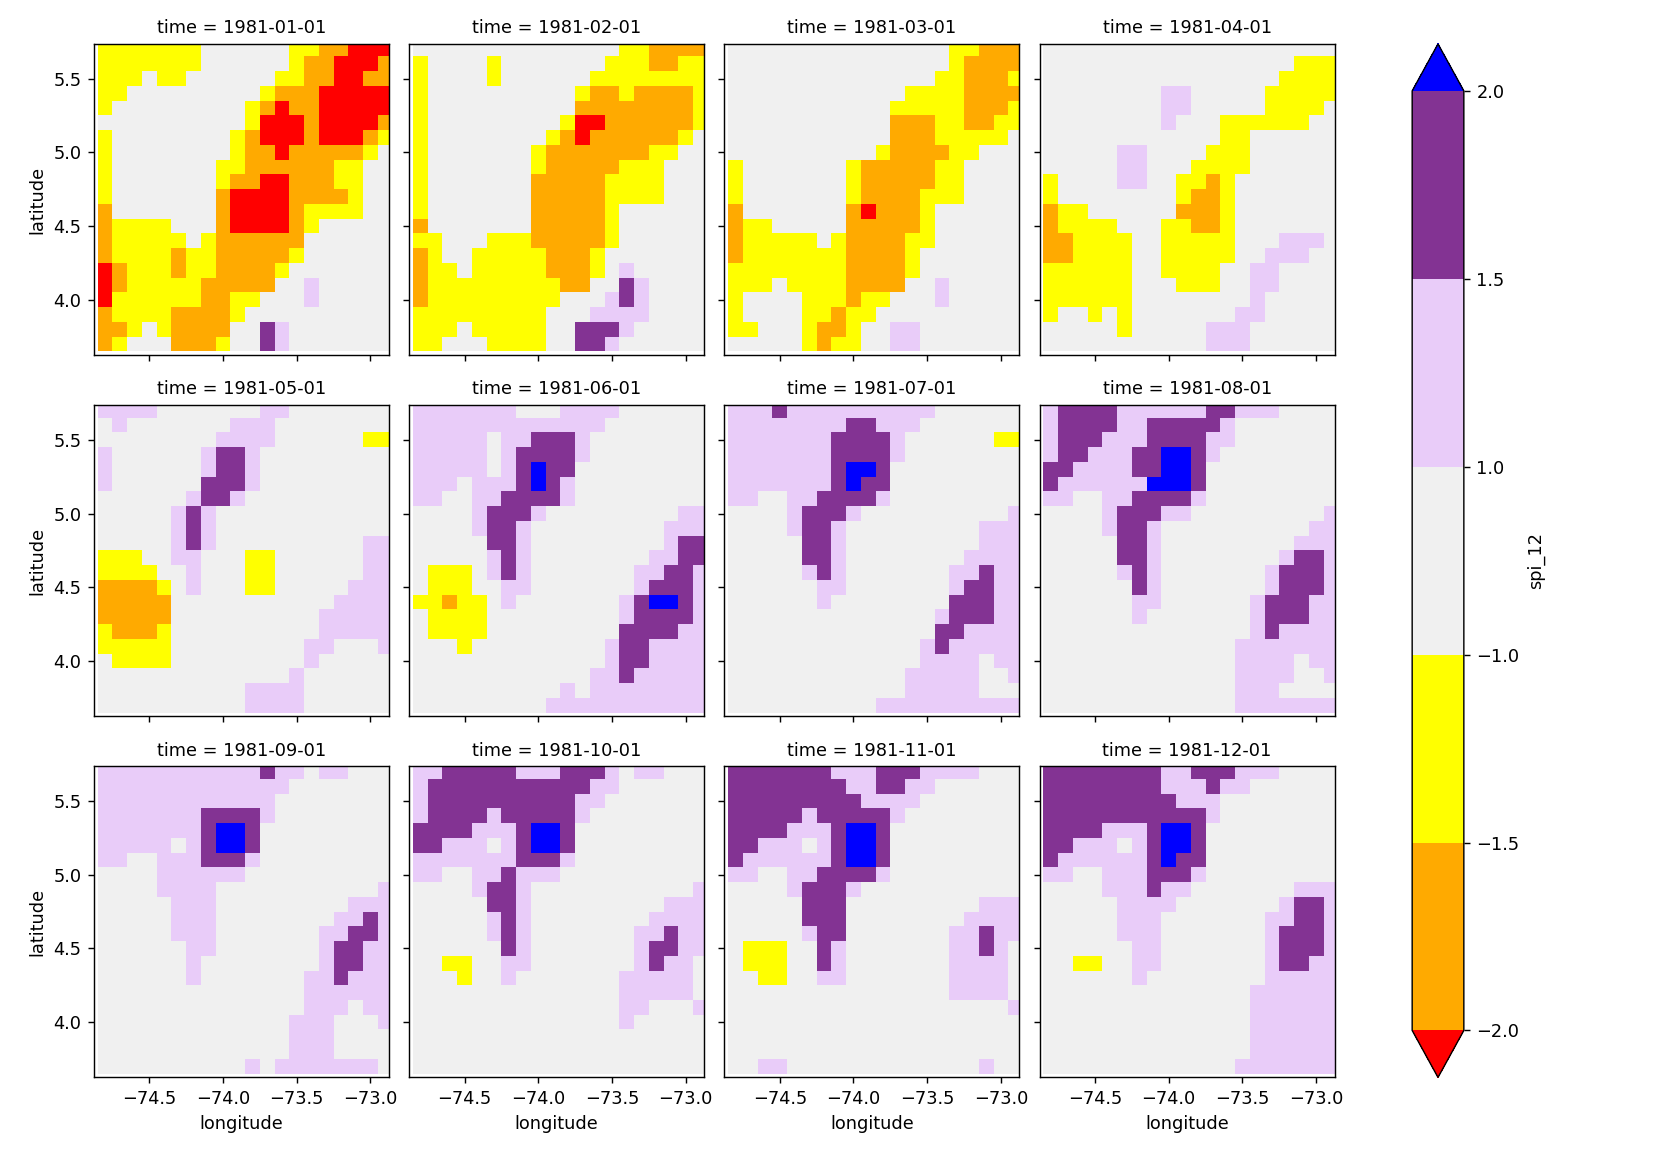 time = 1981-01-01
time = 1981-02-01
time = 1981-03-01
time = 1981-04-01
latitude
5.5
5.0
4.5
4.0
time = 1981-05-01
time = 1981-06-01
time = 1981-07-01
time = 1981-08-01
latitude
5.5
5.0
4.5
4.0
time = 1981-09-01
time = 1981-10-01
time = 1981-11-01
time = 1981-12-01
latitude
5.5
5.0
4.5
4.0
−74.5 −74.0 −73.5 −73.0
longitude
−74.5 −74.0 −73.5 −73.0
longitude
−74.5 −74.0 −73.5 −73.0
longitude
−74.5 −74.0 −73.5 −73.0
longitude
2.0
1.5
1.0
−1.0
−1.5
−2.0
spi_12